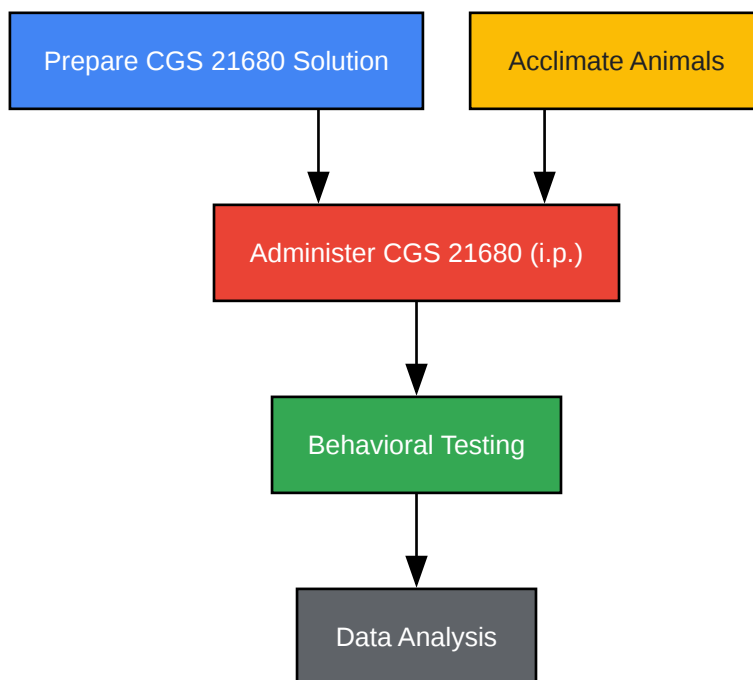 Prepare CGS 21680 Solution
Acclimate Animals
Administer CGS 21680 (i.p.)
Behavioral Testing
Data Analysis